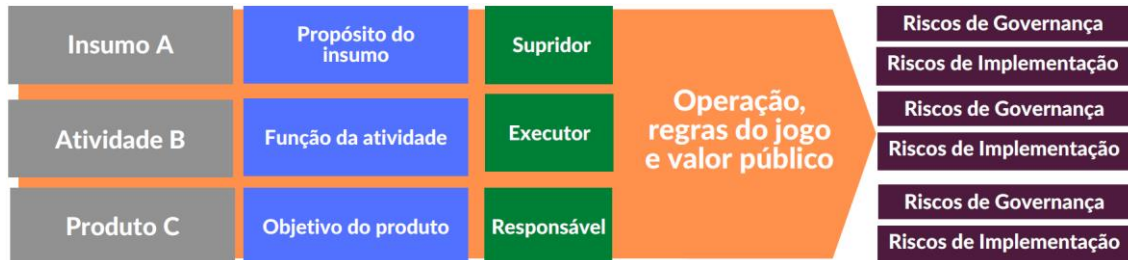 Insumo A
Propósito do
insumo
Supridor
Riscos de Governança
Riscos de Implementação
Atividade B
Função da atividade
Executor
Operação,
regras do jogo
e valor público
Riscos de Governança
Riscos de Implementação
Produto C
Objetivo do produto
Responsável
Riscos de Governança
Riscos de Implementação